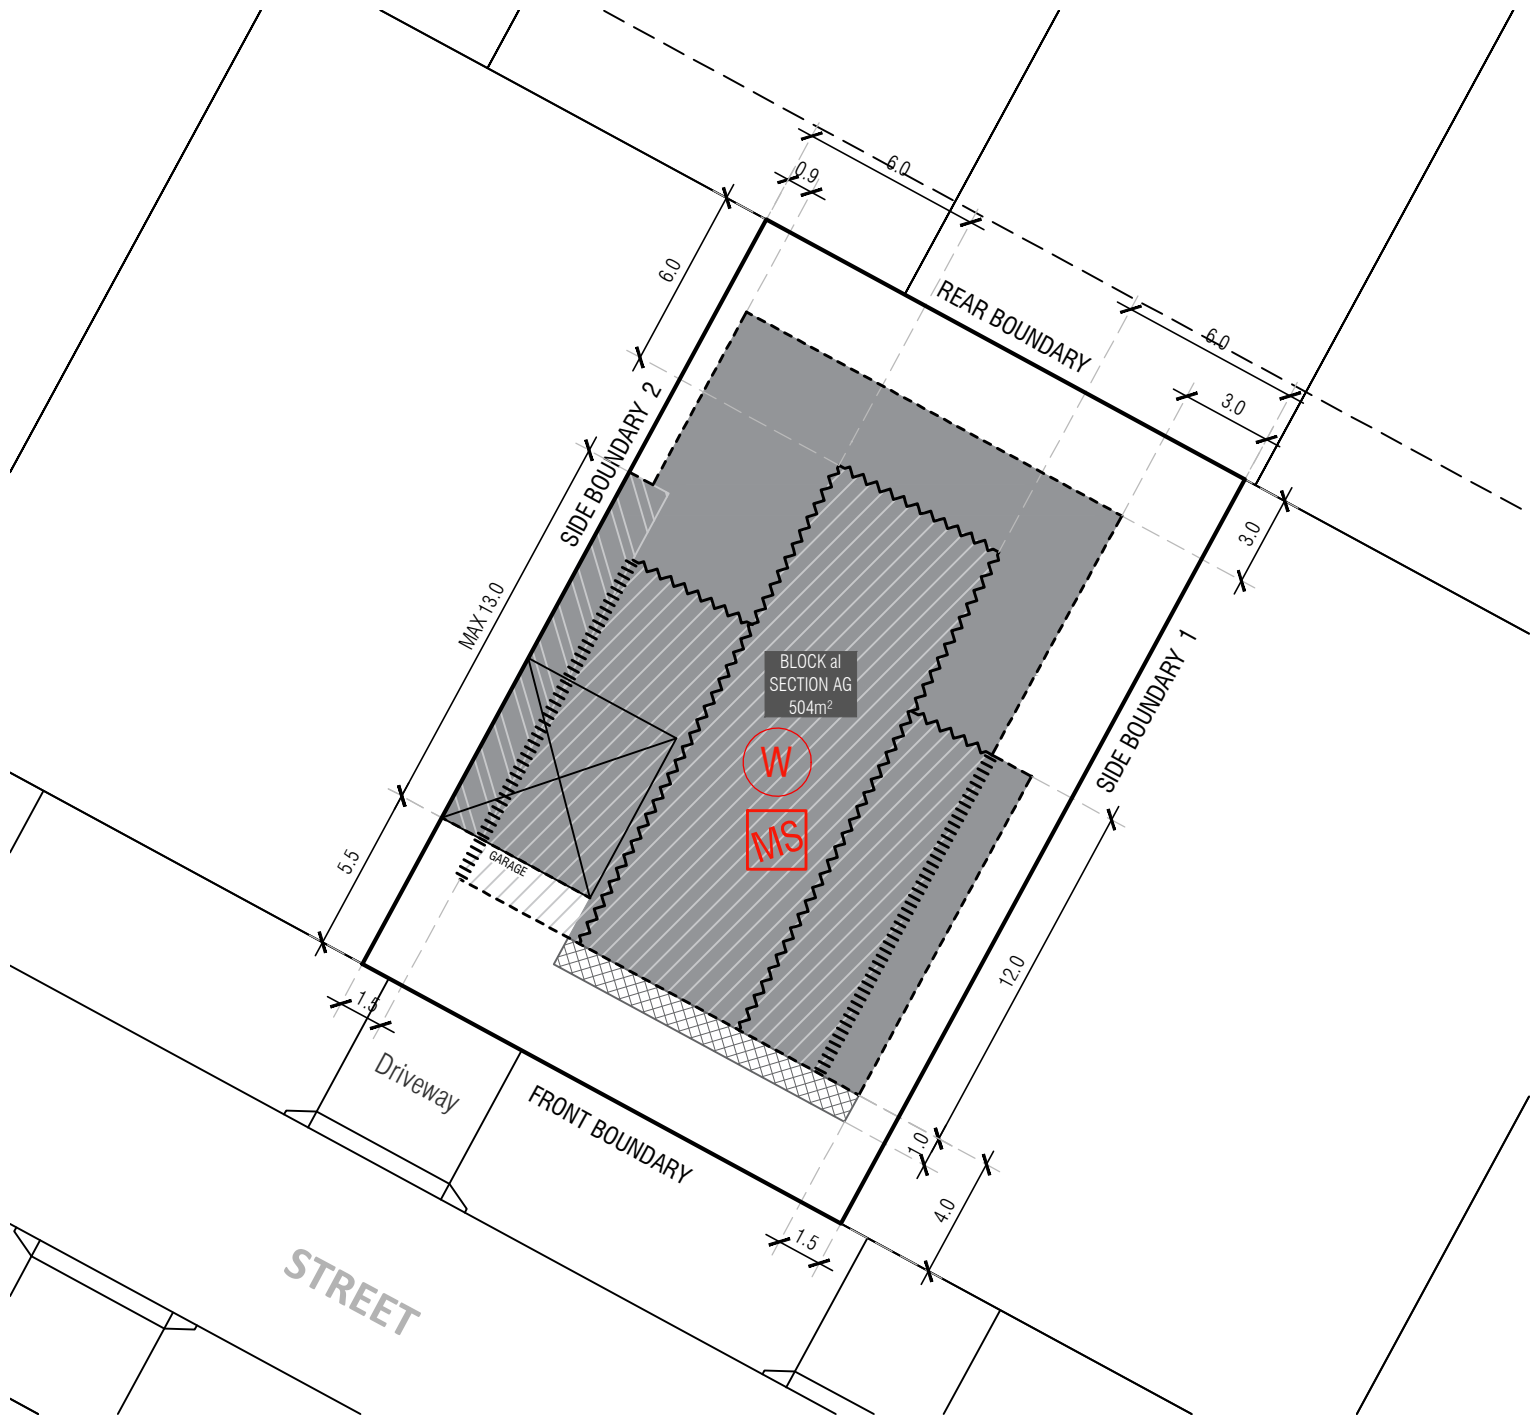 6.0
0.9
6.0
REAR BOUNDARY
6.0
6.0
3.0
SIDE BOUNDARY 2
3.0
MAX 13.0
BLOCK al
SECTION AG
504m²
SIDE BOUNDARY 1
W
MS
GARAGE
5.5
12.0
1.5
Driveway
FRONT BOUNDARY
1.0
4.0
1.5
STREET